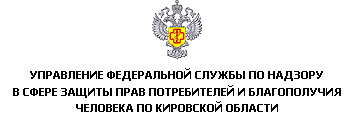 УПРАВЛЕНИЕ ФЕДЕРАЛЬНОЙ СЛУЖБЫ ПО НАДЗОРУ
В СФЕРЕ ЗАЩИТЫ ПРАВ ПОТРЕБИТЕЛЕЙ И БЛАГОПОЛУЧИЯ
ЧЕЛОВЕКА ПО КИРОВСКОЙ ОБЛАСТИ